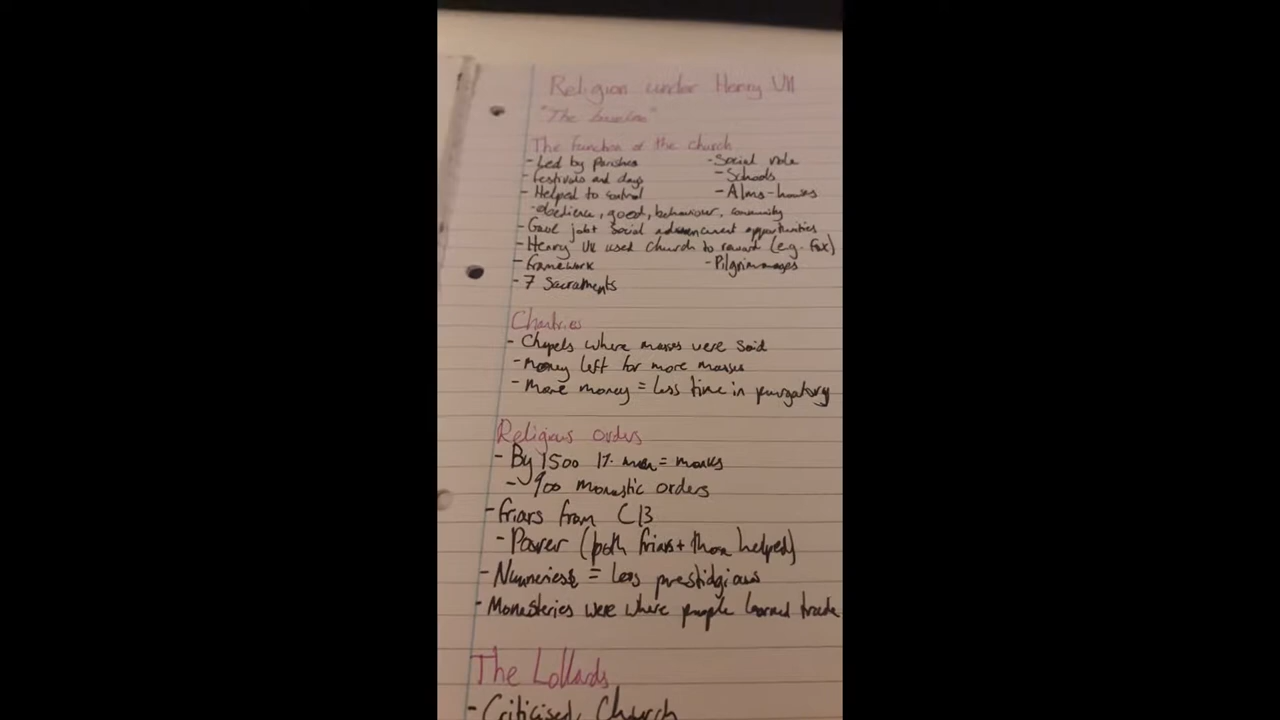 Religion under Henry VII
"The baseline"
The function of the church
- Led by parishes - Social role
- Festivals and days - Schools
- Helped to control - Alms-houses
- obedience, good, behaviour, community
- Gave jobs social advancement opportunities
- Henry VII used church to reward (e.g. Fox)
- Framework - Pilgrimmages
- 7 Sacraments
Chantries
- Chapels where masses were said
- money left for more masses
- More money = less time in purgatory
Religious orders
- By 1500 1% men = monks
- 900 monastic orders
- Friars from C13
- (both friars + helped)
- Nunneries = less prestidgious
- Monasteries were where people learned trade
The Lollards
- Criticised Church